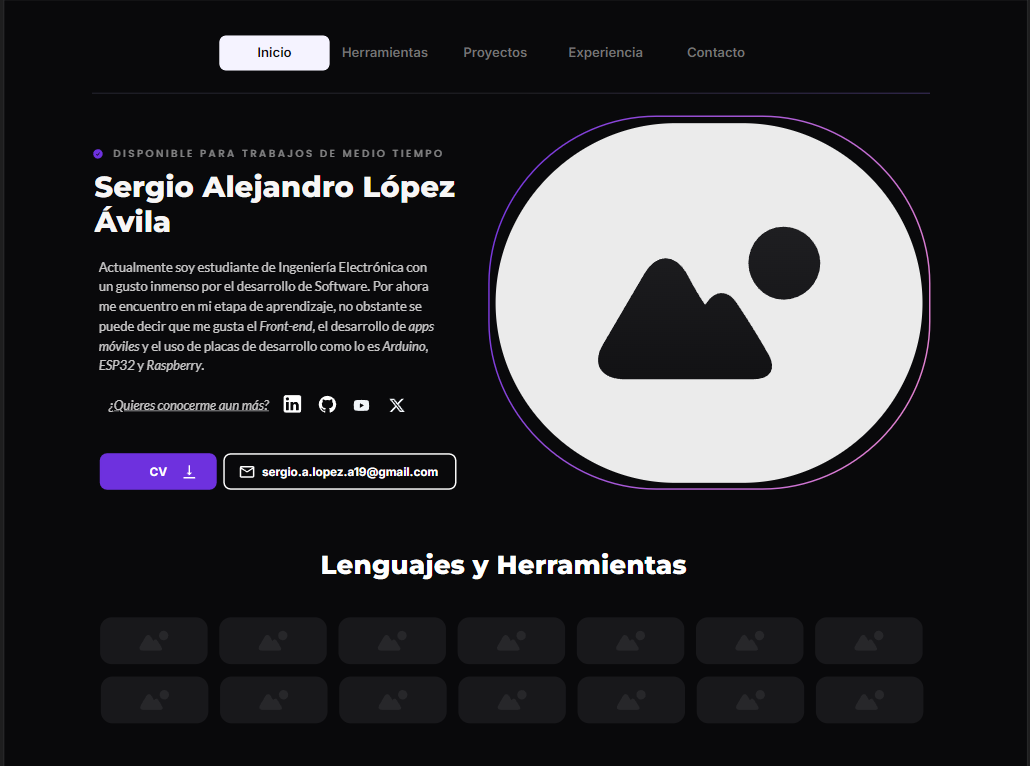 Inicio Herramientas Proyectos Experiencia Contacto
DISPONIBLE PARA TRABAJOS DE MEDIO TIEMPO
Sergio Alejandro López
Ávila
Actualmente soy estudiante de Ingeniería Electrónica con
un gusto inmenso por el desarrollo de Software. Por ahora
me encuentro en mi etapa de aprendizaje, no obstante se
puede decir que me gusta el Front-end, el desarrollo de apps
móviles y el uso de placas de desarrollo como lo es Arduino,
ESP32 y Raspberry.
¿Quieres conocerme aun más?
CV
sergio.a.lopez.a19@gmail.com
Lenguajes y Herramientas